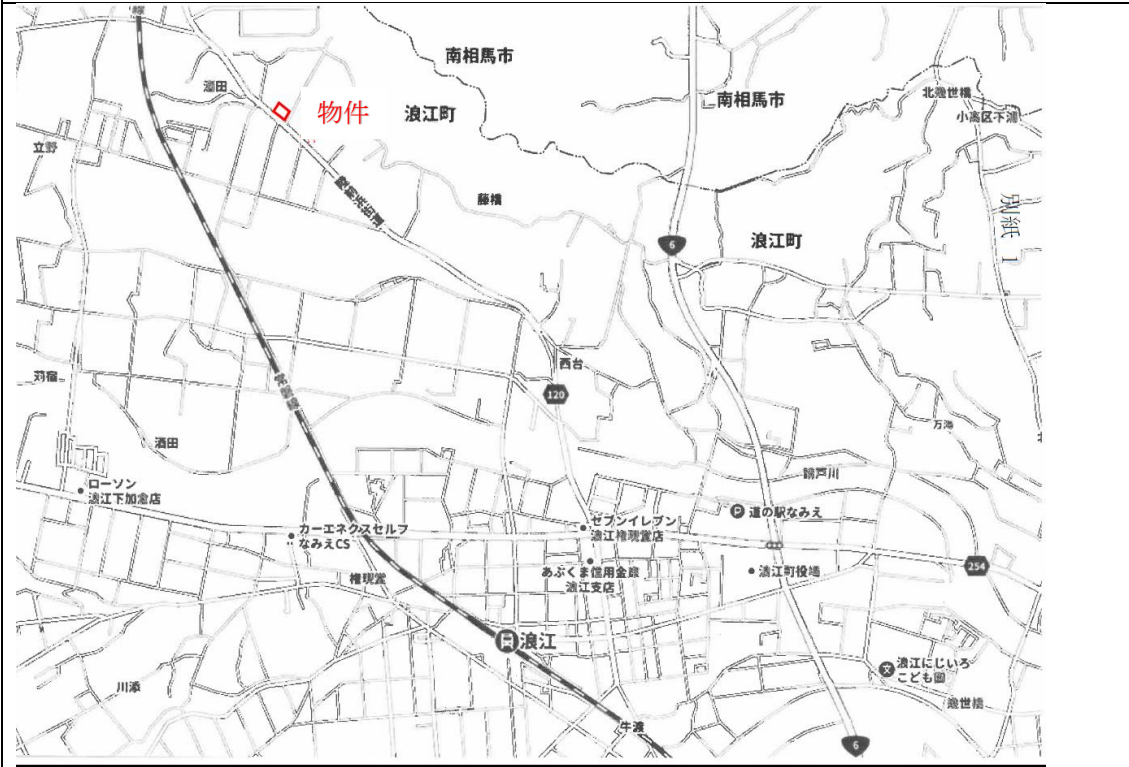 南相馬市
南相馬市
北幾世橋
小高区下浦
物件
浪江町
立野
陸前浜街道
藤橋
別紙 1
6
浪江町
西台
苅宿
120
酒田
ローソン
浪江下加倉店
カーエネクスセルフ
なみえCS
セブンイレブン
浪江権現堂店
P 道の駅なみえ
あぶくま信用金庫
浪江支店
浪江町役場
254
権現堂
浪江
浪江にじいろ
こども園
文
川添
幾世橋
牛渡
6